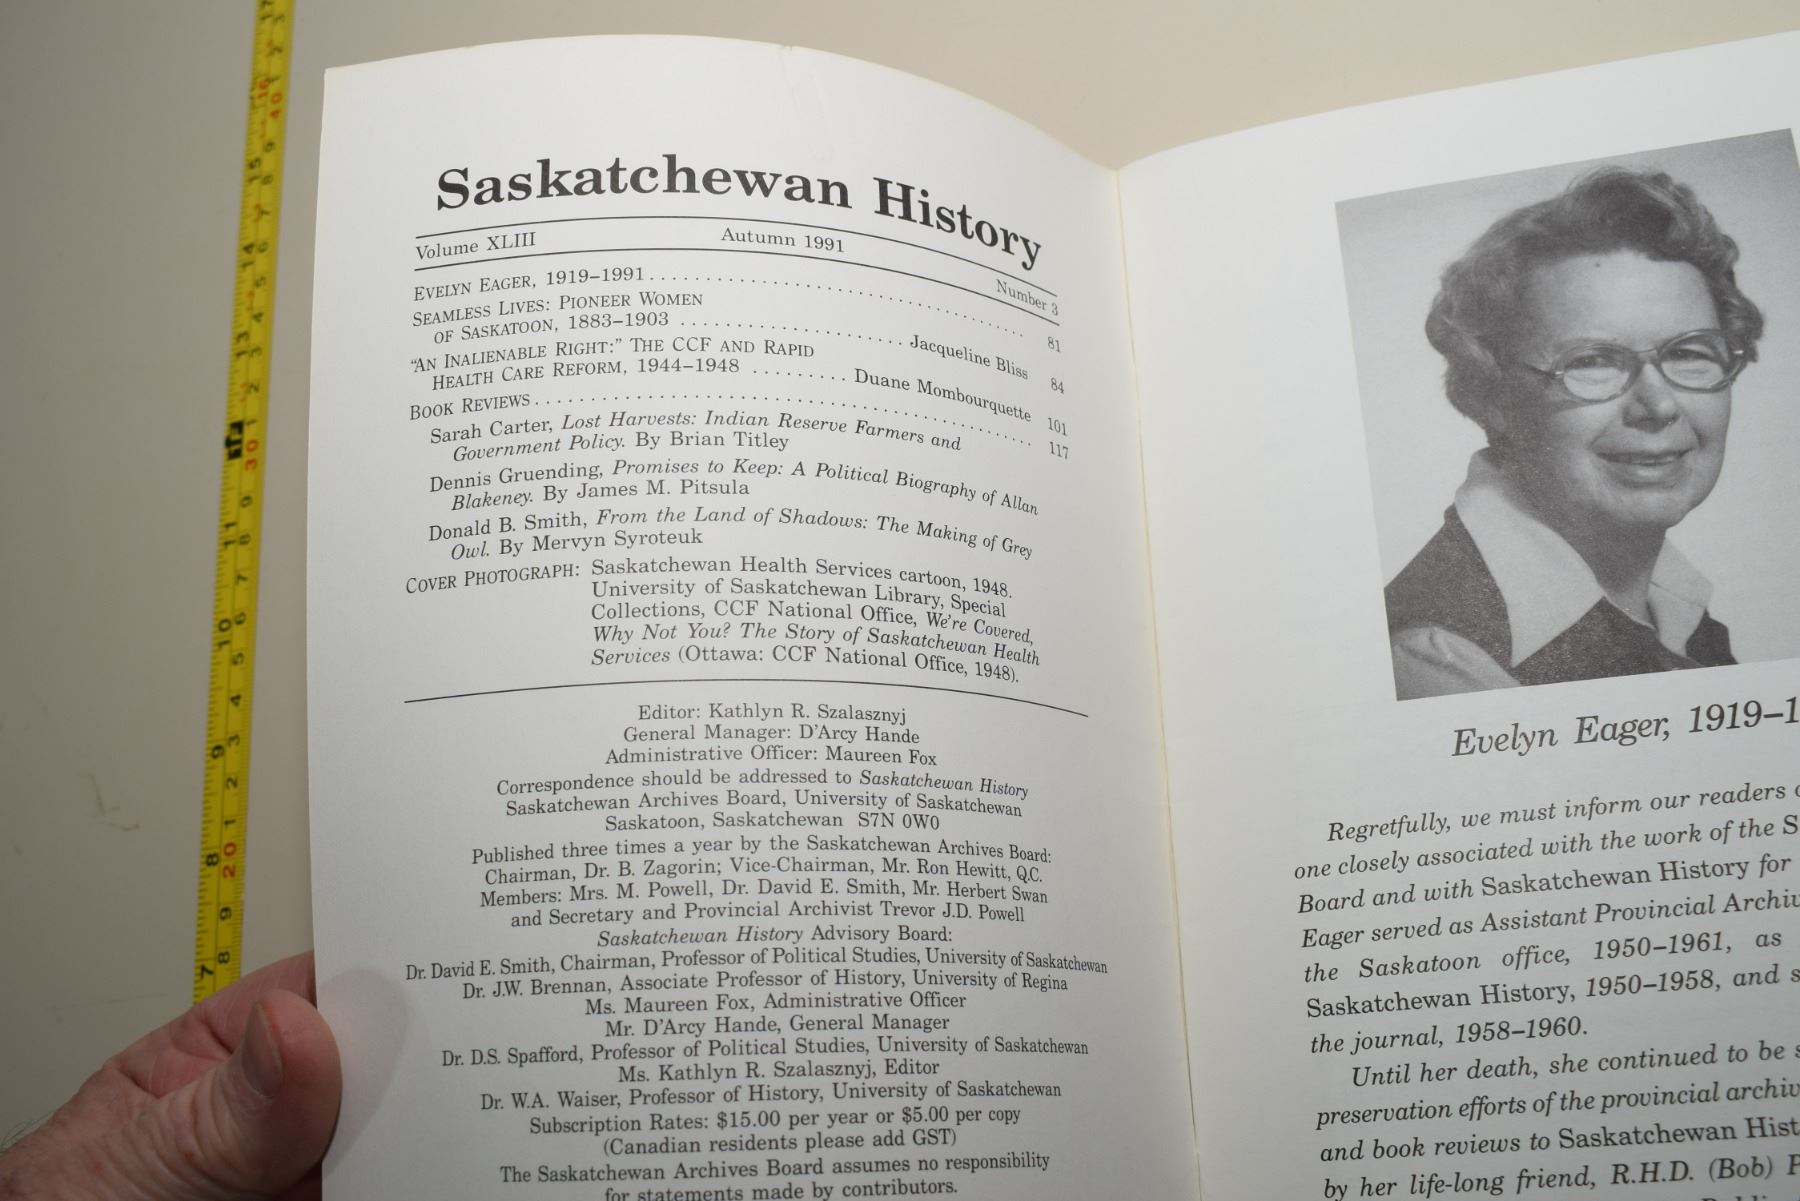 Saskatchewan History
Volume XLIII Autumn 1991 Number 3
EVELYN EAGER, 1919–1991 . . . . . . . . . . . . . . . . . . . . . . . . . . . . . . . . . 81
SEAMLESS LIVES: PIONEER WOMEN
OF SASKATOON, 1883–1903 . . . . . . . . . . . . . . . . . . . . Jacqueline Bliss 84
“AN INALIENABLE RIGHT:” THE CCF AND RAPID
HEALTH CARE REFORM, 1944–1948 . . . . . . . . . Duane Mombourquette 101
BOOK REVIEWS . . . . . . . . . . . . . . . . . . . . . . . . . . . . . . . . . . . . . . . . . . . 117
Sarah Carter, Lost Harvests: Indian Reserve Farmers and
Government Policy. By Brian Titley
Dennis Gruending, Promises to Keep: A Political Biography of Allan
Blakeney. By James M. Pitsula
Donald B. Smith, From the Land of Shadows: The Making of Grey
Owl. By Mervyn Syroteuk
COVER PHOTOGRAPH: Saskatchewan Health Services cartoon, 1948.
University of Saskatchewan Library, Special
Collections, CCF National Office, We're Covered,
Why Not You? The Story of Saskatchewan Health
Services (Ottawa: CCF National Office, 1948).
Editor: Kathlyn R. Szalasznyj
General Manager: D'Arcy Hande
Administrative Officer: Maureen Fox
Correspondence should be addressed to Saskatchewan History
Saskatchewan Archives Board, University of Saskatchewan
Saskatoon, Saskatchewan S7N 0W0
Published three times a year by the Saskatchewan Archives Board:
Chairman, Dr. B. Zagorin; Vice-Chairman, Mr. Ron Hewitt, Q.C.
Members: Mrs. M. Powell, Dr. David E. Smith, Mr. Herbert Swan
and Secretary and Provincial Archivist Trevor J.D. Powell
Saskatchewan History Advisory Board:
Dr. David E. Smith, Chairman, Professor of Political Studies, University of Saskatchewan
Dr. J.W. Brennan, Associate Professor of History, University of Regina
Ms. Maureen Fox, Administrative Officer
Mr. D'Arcy Hande, General Manager
Dr. D.S. Spafford, Professor of Political Studies, University of Saskatchewan
Ms. Kathlyn R. Szalasznyj, Editor
Dr. W.A. Waiser, Professor of History, University of Saskatchewan
Subscription Rates: $15.00 per year or $5.00 per copy
(Canadian residents please add GST)
The Saskatchewan Archives Board assumes no responsibility
for statements made by contributors.
Evelyn Eager, 1919–1
Regretfully, we must inform our readers
one closely associated with the work of the S
Board and with Saskatchewan History for
Eager served as Assistant Provincial Archiv
the Saskatoon office, 1950–1961, as
Saskatchewan History, 1950–1958, and s
the journal, 1958–1960.
Until her death, she continued to be s
preservation efforts of the provincial archiv
and book reviews to Saskatchewan Hist
by her life-long friend, R.H.D. (Bob) P